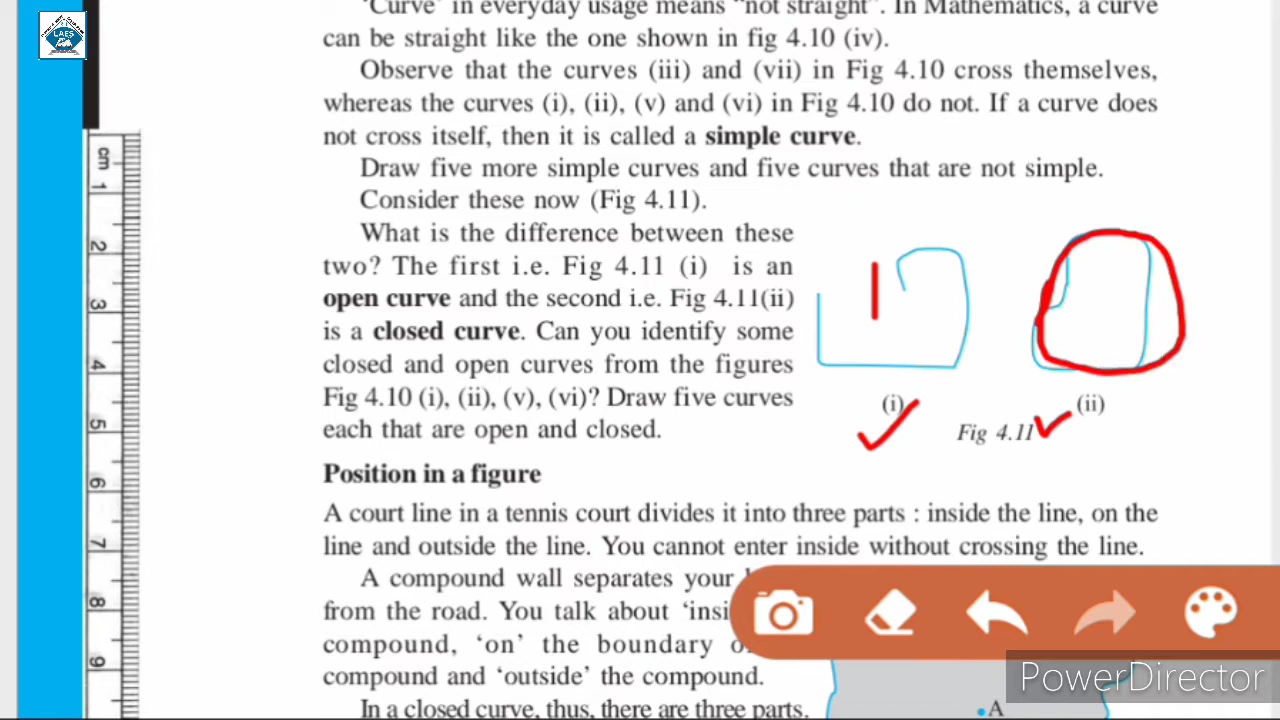 LAES
'Curve' in everyday usage means "not straight". In Mathematics, a curve
can be straight like the one shown in fig 4.10 (iv).
Observe that the curves (iii) and (vii) in Fig 4.10 cross themselves,
whereas the curves (i), (ii), (v) and (vi) in Fig 4.10 do not. If a curve does
not cross itself, then it is called a simple curve.
Draw five more simple curves and five curves that are not simple.
Consider these now (Fig 4.11).
What is the difference between these
two? The first i.e. Fig 4.11 (i) is an
open curve and the second i.e. Fig 4.11(ii)
is a closed curve. Can you identify some
closed and open curves from the figures
Fig 4.10 (i), (ii), (v), (vi)? Draw five curves
each that are open and closed.
(i) (ii)
Fig 4.11
Position in a figure
A court line in a tennis court divides it into three parts : inside the line, on the
line and outside the line. You cannot enter inside without crossing the line.
A compound wall separates your
from the road. You talk about
compound, 'on' the boundary
compound and 'outside' the compound.
In a closed curve, thus, there are three parts.
cm 1
2
3
4
5
6
7
8
9
A
PowerDirector